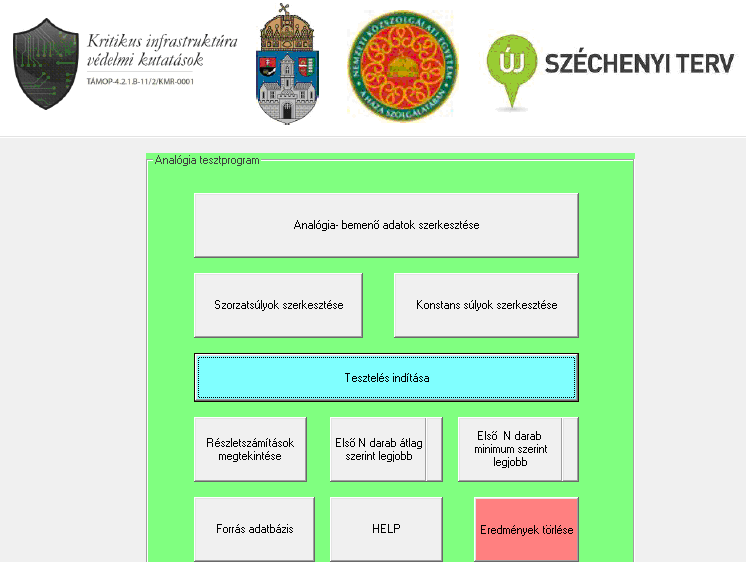 Kritikus infrastruktúra
védelmi kutatások
TÁMOP-4.2.1.B-11/2/KMR-0001
NEMZETI KÖZSZOLGÁLATI EGYETEM
A HAZA SZOLGÁLATÁBAN
ÚJ SZÉCHENYI TERV
Analógia tesztprogram
Analógia- bemenő adatok szerkesztése
Szorzatsúlyok szerkesztése
Konstans súlyok szerkesztése
Tesztelés indítása
Részletszámítások
megtekintése
Első N darab átlag
szerint legjobb
Első N darab
minimum szerint
legjobb
Forrás adatbázis
HELP
Eredmények törlése